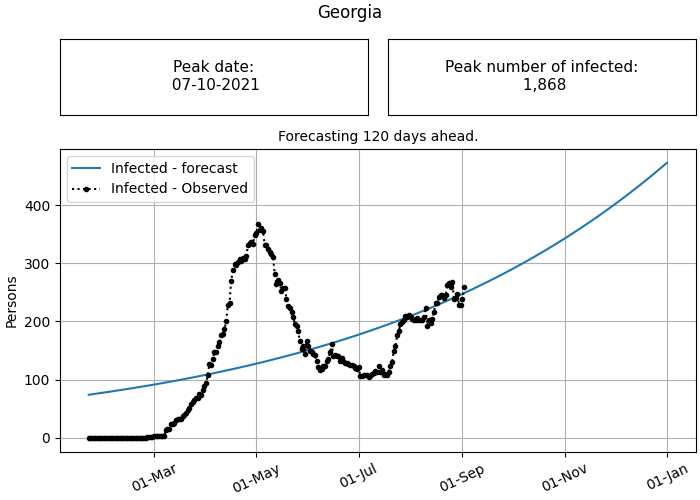 Georgia
Peak date:
07-10-2021
Peak number of infected:
1,868
Forecasting 120 days ahead.
Infected - forecast
Infected - Observed
Persons
400
300
200
100
0
01-Mar
01-May
01-Jul
01-Sep
01-Nov
01-Jan